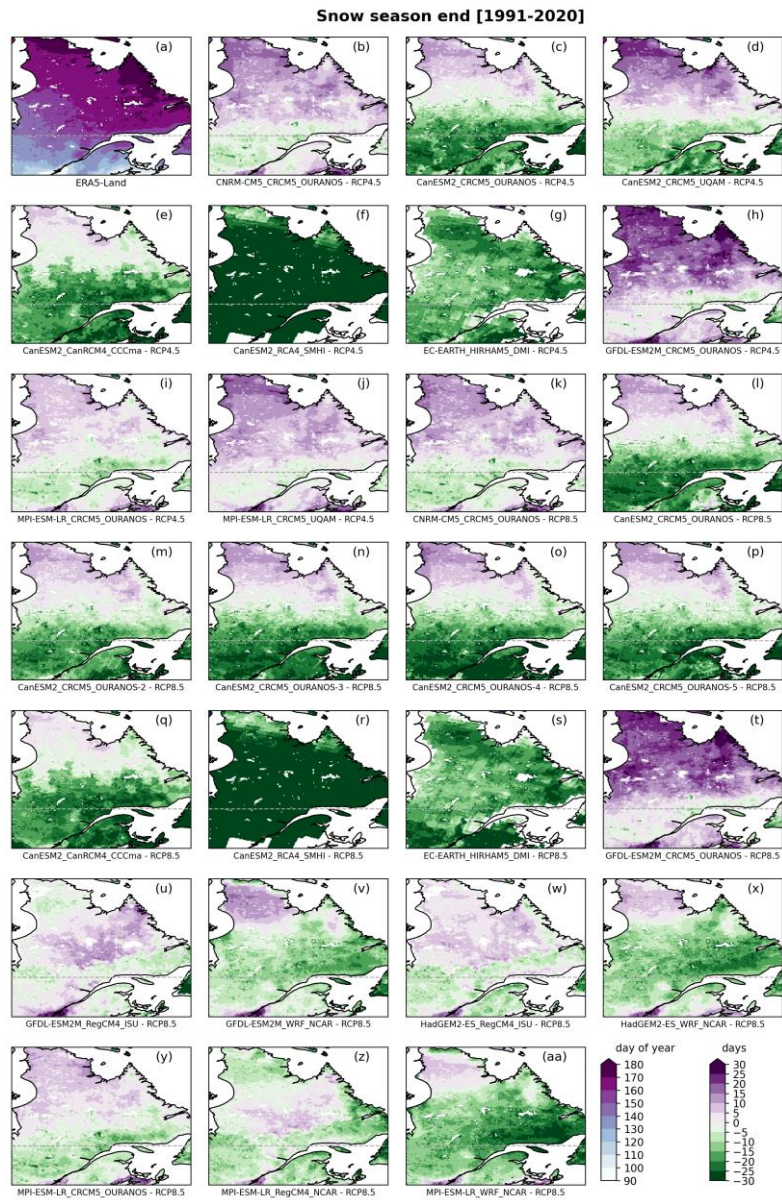 Snow season end [1991-2020]
(a) (b) (c) (d)
ERA5-Land CNRM-CM5_CRCM5_OURANOS - RCP4.5 CanESM2_CRCM5_OURANOS - RCP4.5 CanESM2_CRCM5_UQAM - RCP4.5
(e) (f) (g) (h)
CanESM2_CanRCM4_CCCma - RCP4.5 CanESM2_RCA4_SMHI - RCP4.5 EC-EARTH_HIRHAM5_DMI - RCP4.5 GFDL-ESM2M_CRCM5_OURANOS - RCP4.5
(i) (j) (k) (l)
MPI-ESM-LR_CRCM5_OURANOS - RCP4.5 MPI-ESM-LR_CRCM5_UQAM - RCP4.5 CNRM-CM5_CRCM5_OURANOS - RCP8.5 CanESM2_CRCM5_OURANOS - RCP8.5
(m) (n) (o) (p)
CanESM2_CRCM5_OURANOS-2 - RCP8.5 CanESM2_CRCM5_OURANOS-3 - RCP8.5 CanESM2_CRCM5_OURANOS-4 - RCP8.5 CanESM2_CRCM5_OURANOS-5 - RCP8.5
(q) (r) (s) (t)
CanESM2_CanRCM4_CCCma - RCP8.5 CanESM2_RCA4_SMHI - RCP8.5 EC-EARTH_HIRHAM5_DMI - RCP8.5 GFDL-ESM2M_CRCM5_OURANOS - RCP8.5
(u) (v) (w) (x)
GFDL-ESM2M_RegCM4_ISU - RCP8.5 GFDL-ESM2M_WRF_NCAR - RCP8.5 HadGEM2-ES_RegCM4_ISU - RCP8.5 HadGEM2-ES_WRF_NCAR - RCP8.5
(y) (z) (aa)
MPI-ESM-LR_CRCM5_OURANOS - RCP8.5 MPI-ESM-LR_RegCM4_NCAR - RCP8.5 MPI-ESM-LR_WRF_NCAR - RCP8.5
day of year days
180 30
170 25
160 20
150 15
140 10
130 5
120 0
110 −5
100 −10
90 −15
−20
−25
−30